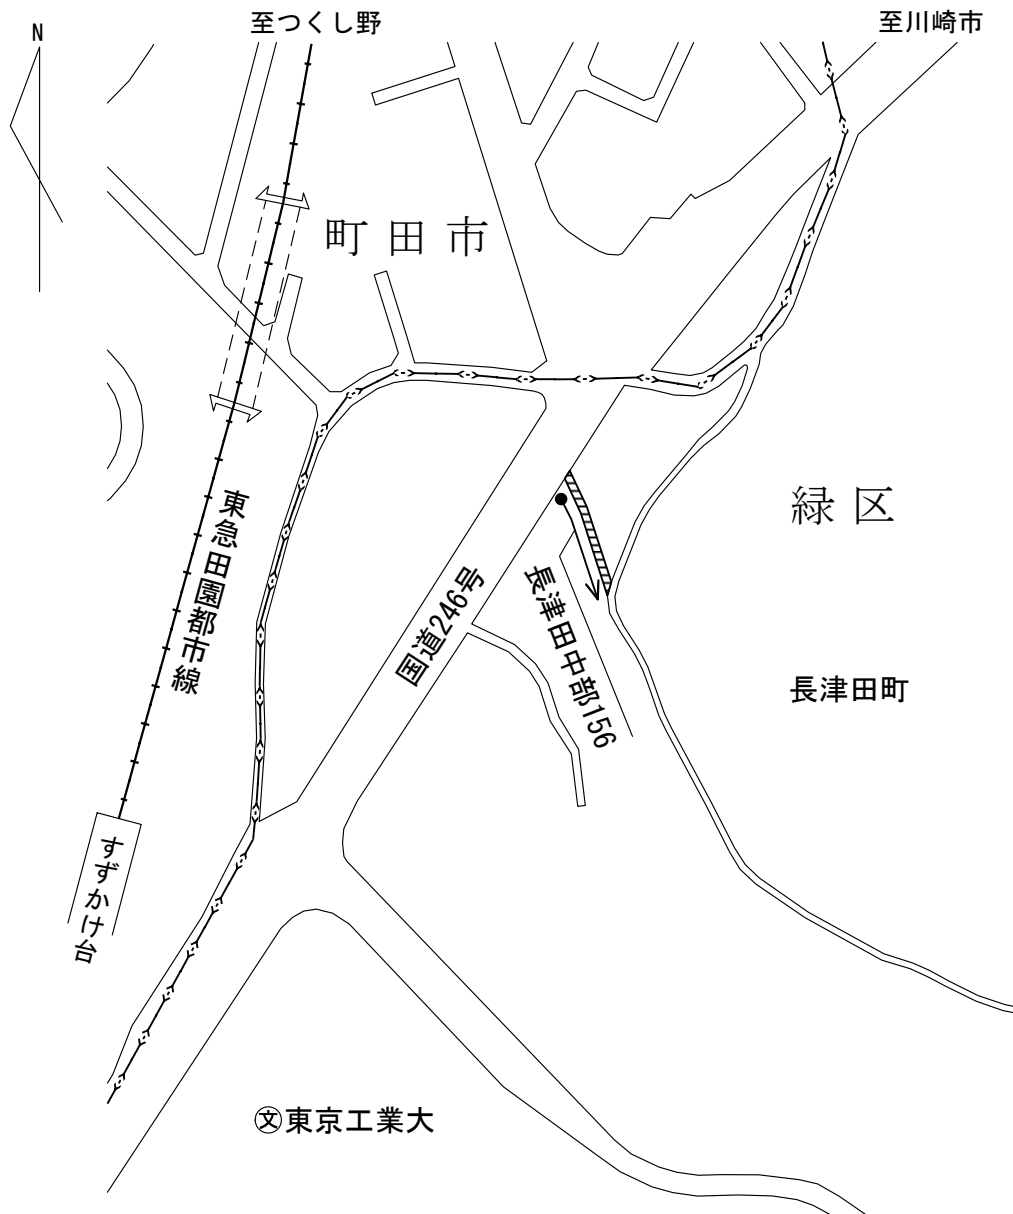 至つくし野
至川崎市
N
町田市
緑区
東急田園都市線
国道246号
長津田中部156
長津田町
すずかけ台
文東京工業大